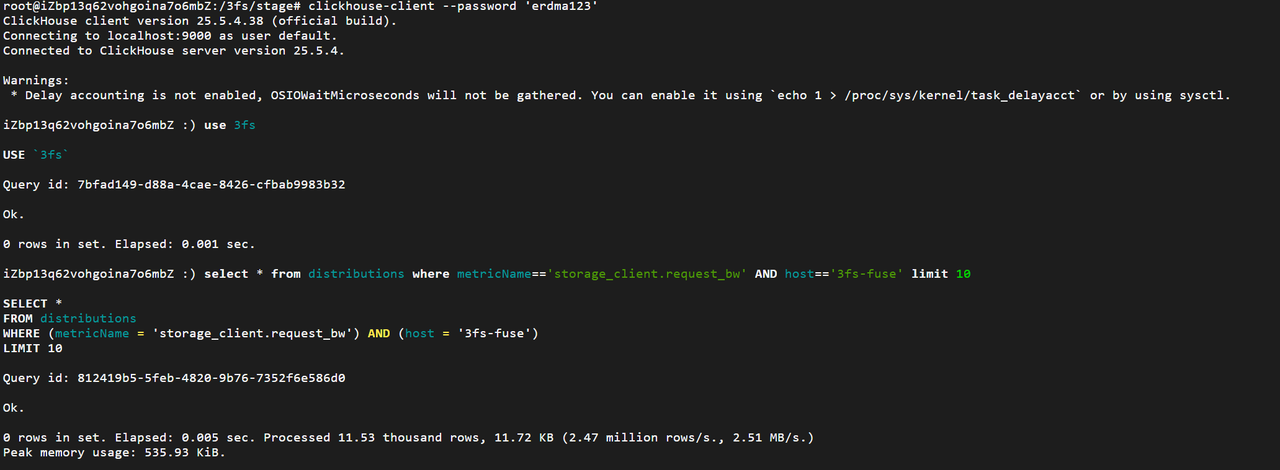 root@iZbp13q62vohgoina7o6mbZ:/3fs/stage# clickhouse-client --password 'erdma123'
ClickHouse client version 25.5.4.38 (official build).
Connecting to localhost:9000 as user default.
Connected to ClickHouse server version 25.5.4.
Warnings:
 * Delay accounting is not enabled, OSIOWaitMicroseconds will not be gathered. You can enable it using `echo 1 > /proc/sys/kernel/task_delayacct` or by using sysctl.
iZbp13q62vohgoina7o6mbZ :) use 3fs
USE `3fs`
Query id: 7bfad149-d88a-4cae-8426-cfbab9983b32
Ok.
0 rows in set. Elapsed: 0.001 sec.
iZbp13q62vohgoina7o6mbZ :) select * from distributions where metricName=='storage_client.request_bw' AND host=='3fs-fuse' limit 10
SELECT *
FROM distributions
WHERE (metricName = 'storage_client.request_bw') AND (host = '3fs-fuse')
LIMIT 10
Query id: 812419b5-5feb-4820-9b76-7352f6e586d0
Ok.
0 rows in set. Elapsed: 0.005 sec. Processed 11.53 thousand rows, 11.72 KB (2.47 million rows/s., 2.51 MB/s.)
Peak memory usage: 535.93 KiB.